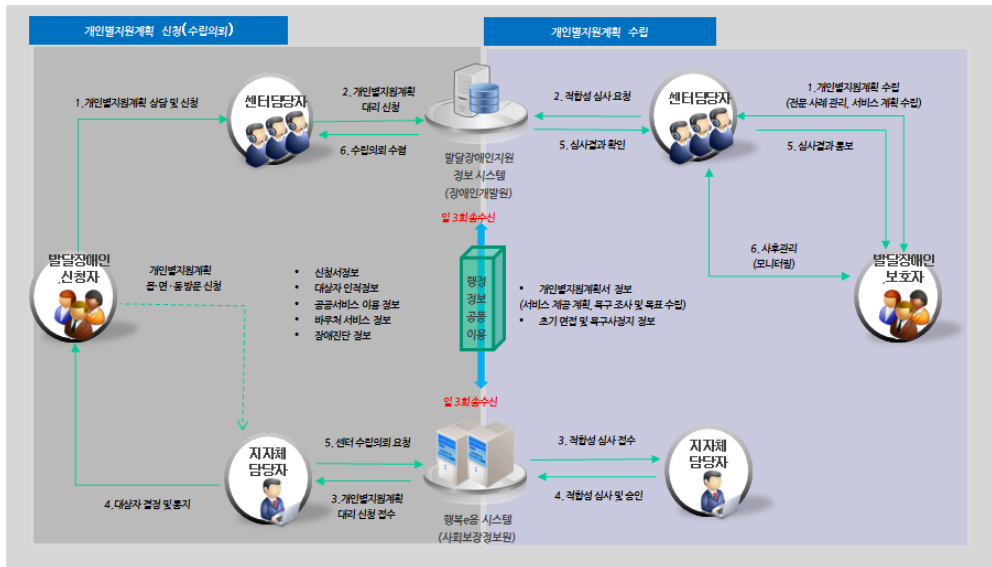 개인별지원계획 신청(수립의뢰)
개인별지원계획 수립
1.개인별지원계획 상담 및 신청
센터담당자
2. 개인별지원계획
대리 신청
6. 수립의뢰 수렴
발달장애인지원
정보 시스템
(장애인개발원)
2. 적합성 심사 요청
5. 심사결과 확인
센터담당자
1.개인별지원계획 수립
(전문 사례 관리, 서비스 계획 수립)
5. 심사결과 통보
일 3회송수신
발달장애인
신청자
개인별지원계획
읍·면·동방문 신청
• 신청서정보
• 대상자 인적정보
• 공공서비스 이용 정보
• 바우처 서비스 정보
• 장애진단 정보
행정
정보
공동
이용
• 개인별지원계획서 정보
(서비스 제공 계획, 욕구 조사 및 목표 수립)
• 초기 면접 및 욕구사정지 정보
6. 사후관리
(모니터링)
발달장애인
보호자
일 3회송수신
지자체
담당자
5. 센터 수립의뢰 요청
3. 개인별지원계획
대리 신청 접수
4.대상자 결정 및 통지
행복e음 시스템
(사회보장정보원)
3. 적합성 심사 접수
4. 적합성 심사 및 승인
지자체
담당자